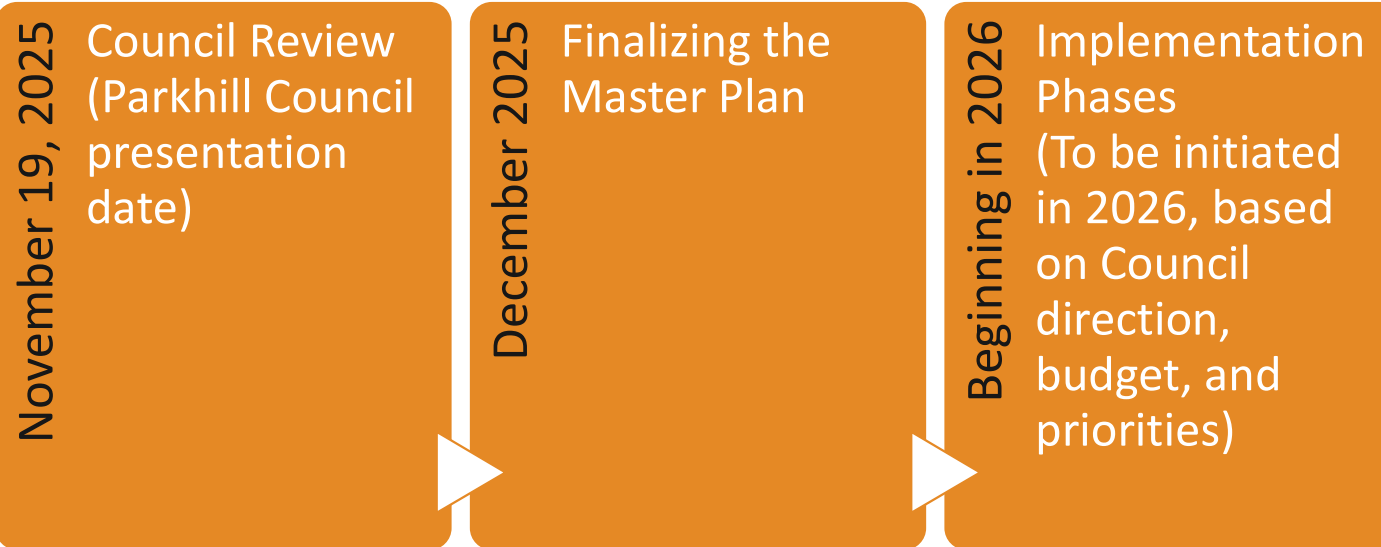 November 19, 2025
Council Review
(Parkhill Council
presentation
date)
December 2025
Finalizing the
Master Plan
Beginning in 2026
Implementation
Phases
(To be initiated
in 2026, based
on Council
direction,
budget, and
priorities)